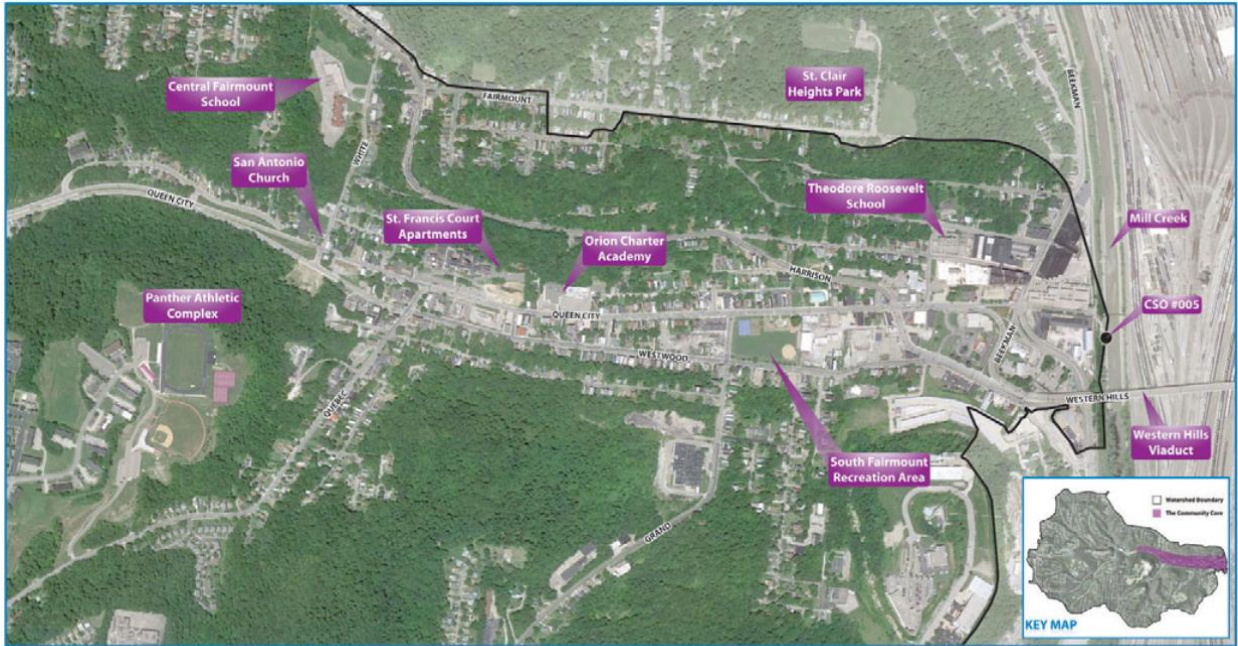 Central Fairmount
School
FAIRMOUNT
St. Clair
Heights Park
BEEKMAN
WHITE
San Antonio
Church
QUEEN CITY
St. Francis Court
Apartments
Orion Charter
Academy
Theodore Roosevelt
School
Mill Creek
HARRISON
Panther Athletic
Complex
QUEEN CITY
CSO #005
BEEKMAN
WESTWOOD
QUEBEC
WESTERN HILLS
Western Hills
Viaduct
South Fairmount
Recreation Area
GRAND
Watershed Boundary
The Community Core
KEY MAP